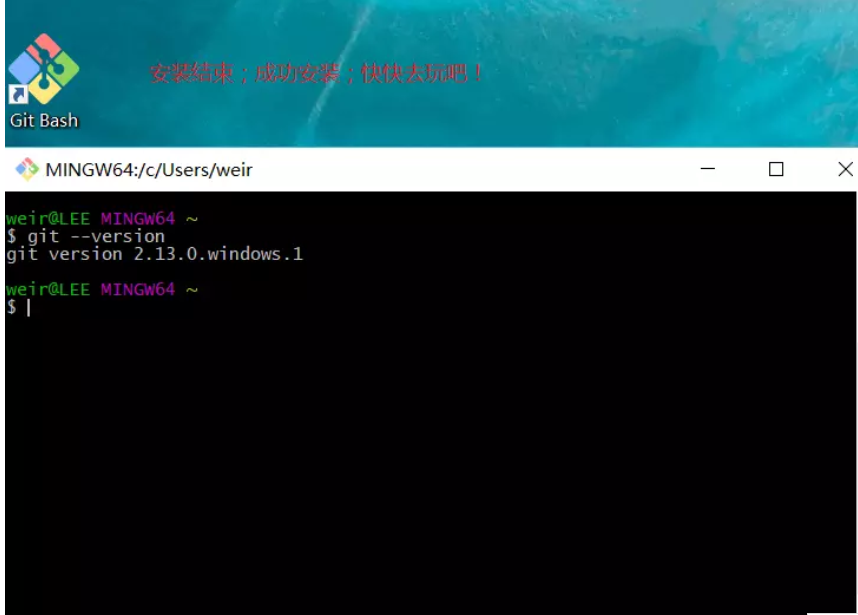 安装结束；成功安装；快快去玩吧！
Git Bash
MINGW64:/c/Users/weir
weir@LEE MINGW64 ~
$ git --version
git version 2.13.0.windows.1
weir@LEE MINGW64 ~
$